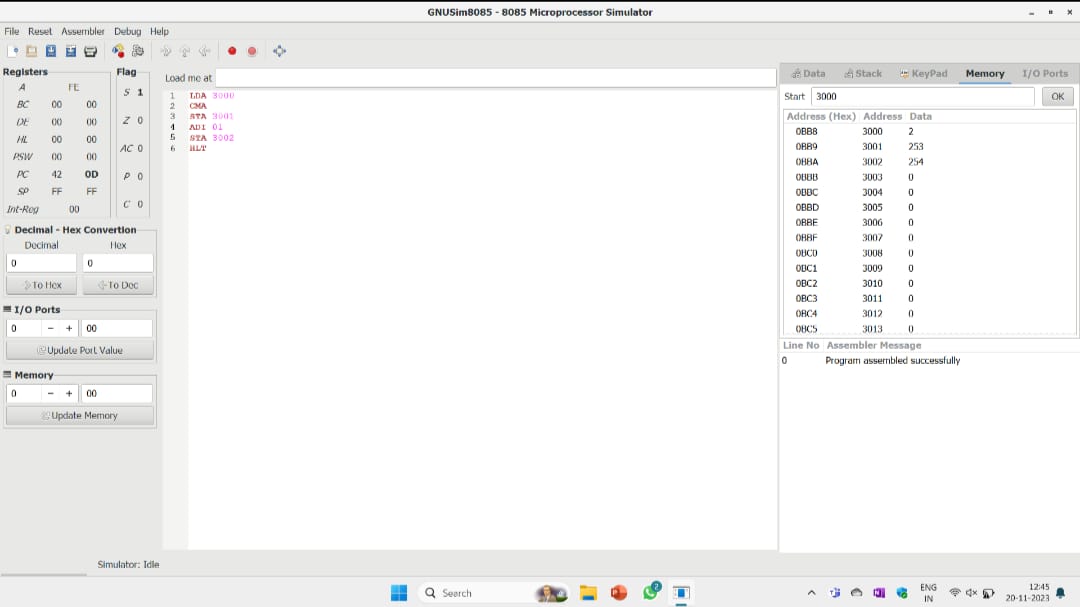 GNUSim8085 - 8085 Microprocessor Simulator
File Reset Assembler Debug Help
Registers
A FE
BC 00 00
DE 00 00
HL 00 00
PSW 00 00
PC 42 0D
SP FF FF
Int-Reg 00
Flag
S 1
Z 0
AC 0
P 0
C 0
Decimal - Hex Convertion
Decimal Hex
0 0
To Hex To Dec
I/O Ports
0 − + 00
Update Port Value
Memory
0 − + 00
Update Memory
Load me at
1 LDA 3000
2 CMA
3 STA 3001
4 ADI 01
5 STA 3002
6 HLT
Data Stack KeyPad Memory I/O Ports
Start 3000 OK
Address (Hex) Address Data
0BB8 3000 2
0BB9 3001 253
0BBA 3002 254
0BBB 3003 0
0BBC 3004 0
0BBD 3005 0
0BBE 3006 0
0BBF 3007 0
0BC0 3008 0
0BC1 3009 0
0BC2 3010 0
0BC3 3011 0
0BC4 3012 0
0BC5 3013 0
Line No Assembler Message
0 Program assembled successfully
Simulator: Idle
Search
2
ENG
IN
12:45
20-11-2023